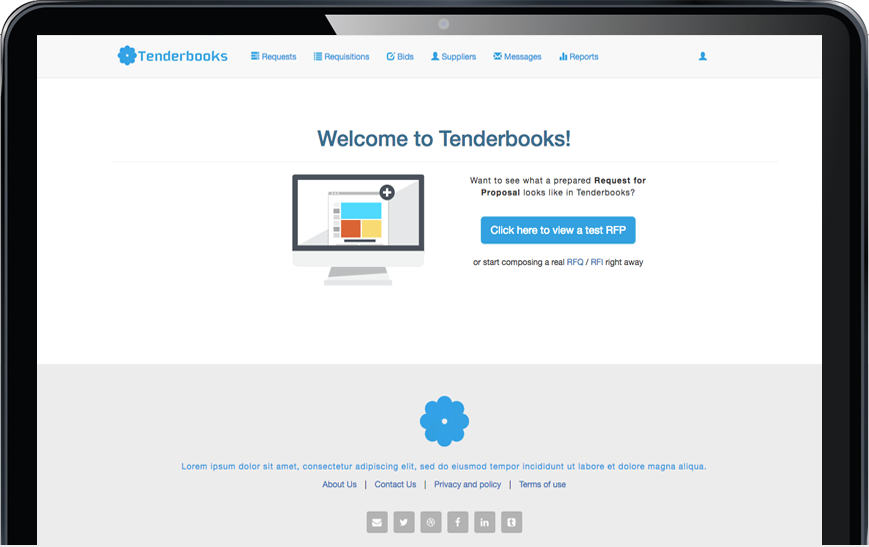 Tenderbooks
Requests
Requisitions
Bids
Suppliers
Messages
Reports
Welcome to Tenderbooks!
Want to see what a prepared Request for
Proposal looks like in Tenderbooks?
Click here to view a test RFP
or start composing a real RFQ / RFI right away
Lorem ipsum dolor sit amet, consectetur adipiscing elit, sed do eiusmod tempor incididunt ut labore et dolore magna aliqua.
About Us | Contact Us | Privacy and policy | Terms of use